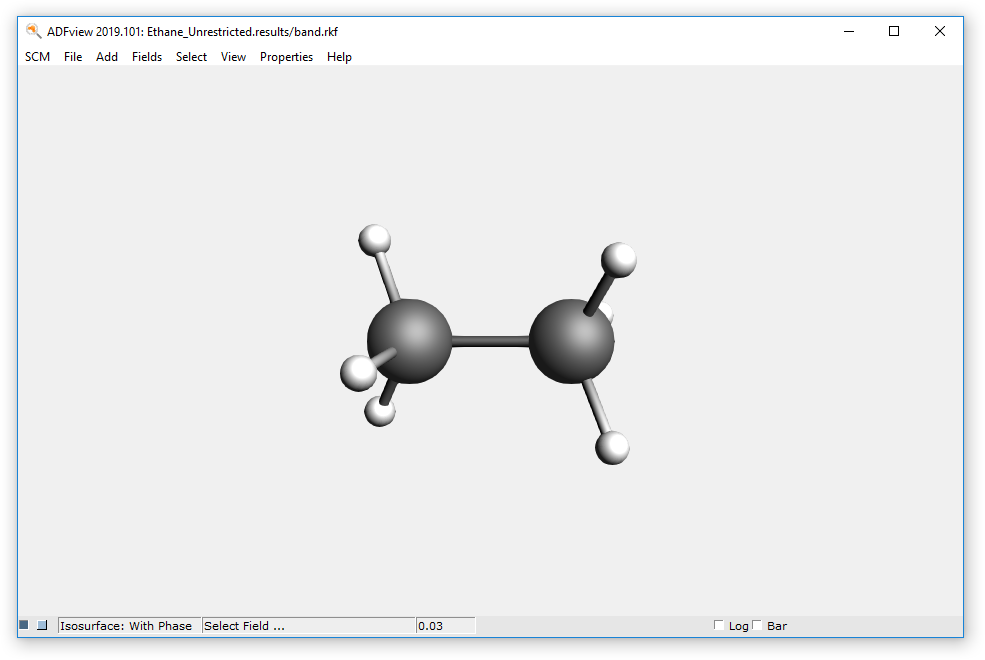 ADFview 2019.101: Ethane_Unrestricted.results/band.rkf
SCM File Add Fields Select View Properties Help
Isosurface: With Phase Select Field ... 0.03 Log Bar